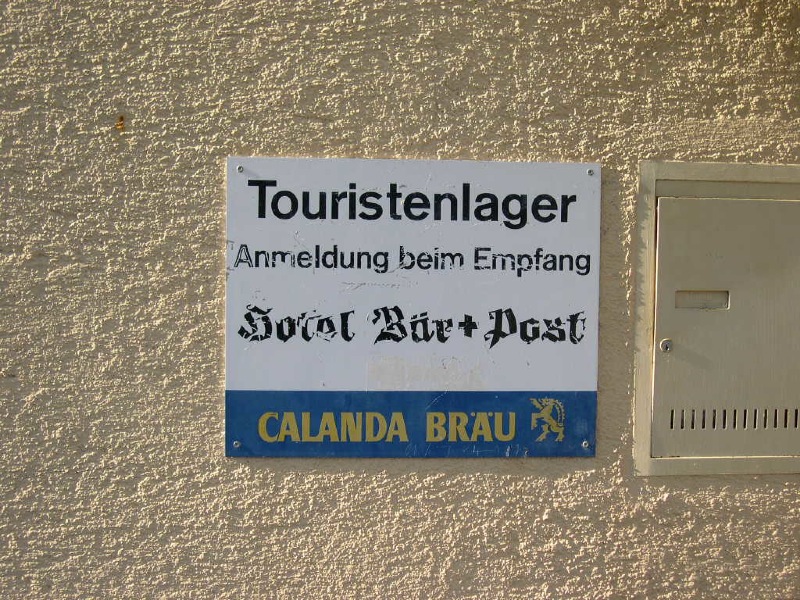 Touristenlager
Anmeldung beim Empfang
Hotel Bär+Post
CALANDA BRÄU